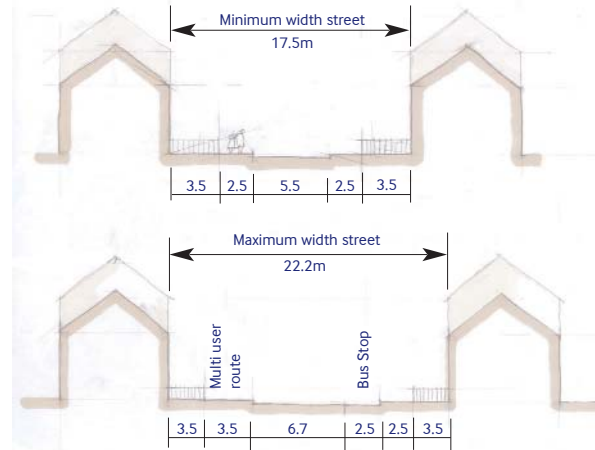 Minimum width street
17.5m
3.5 2.5 5.5 2.5 3.5
Maximum width street
22.2m
Multi user
route
Bus Stop
3.5 3.5 6.7 2.5 2.5 3.5